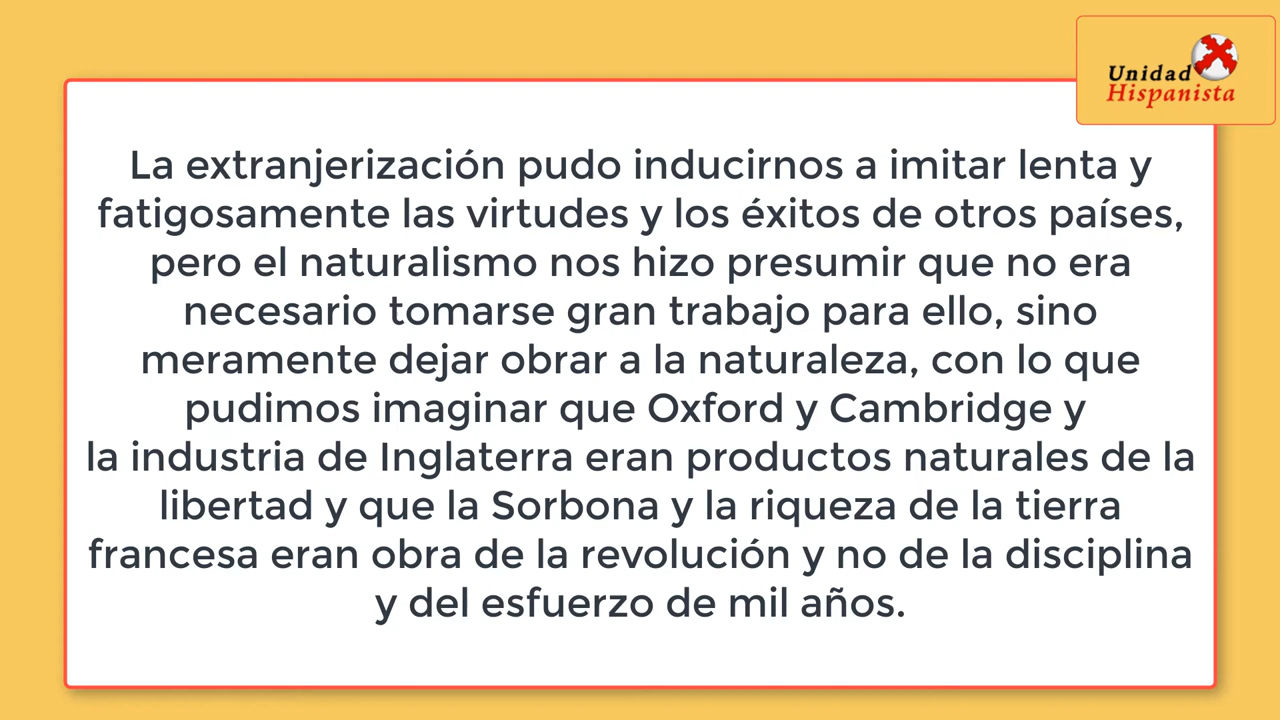 Unidad
Hispanista
La extranjerización pudo inducirnos a imitar lenta y
fatigosamente las virtudes y los éxitos de otros países,
pero el naturalismo nos hizo presumir que no era
necesario tomarse gran trabajo para ello, sino
meramente dejar obrar a la naturaleza, con lo que
pudimos imaginar que Oxford y Cambridge y
la industria de Inglaterra eran productos naturales de la
libertad y que la Sorbona y la riqueza de la tierra
francesa eran obra de la revolución y no de la disciplina
y del esfuerzo de mil años.